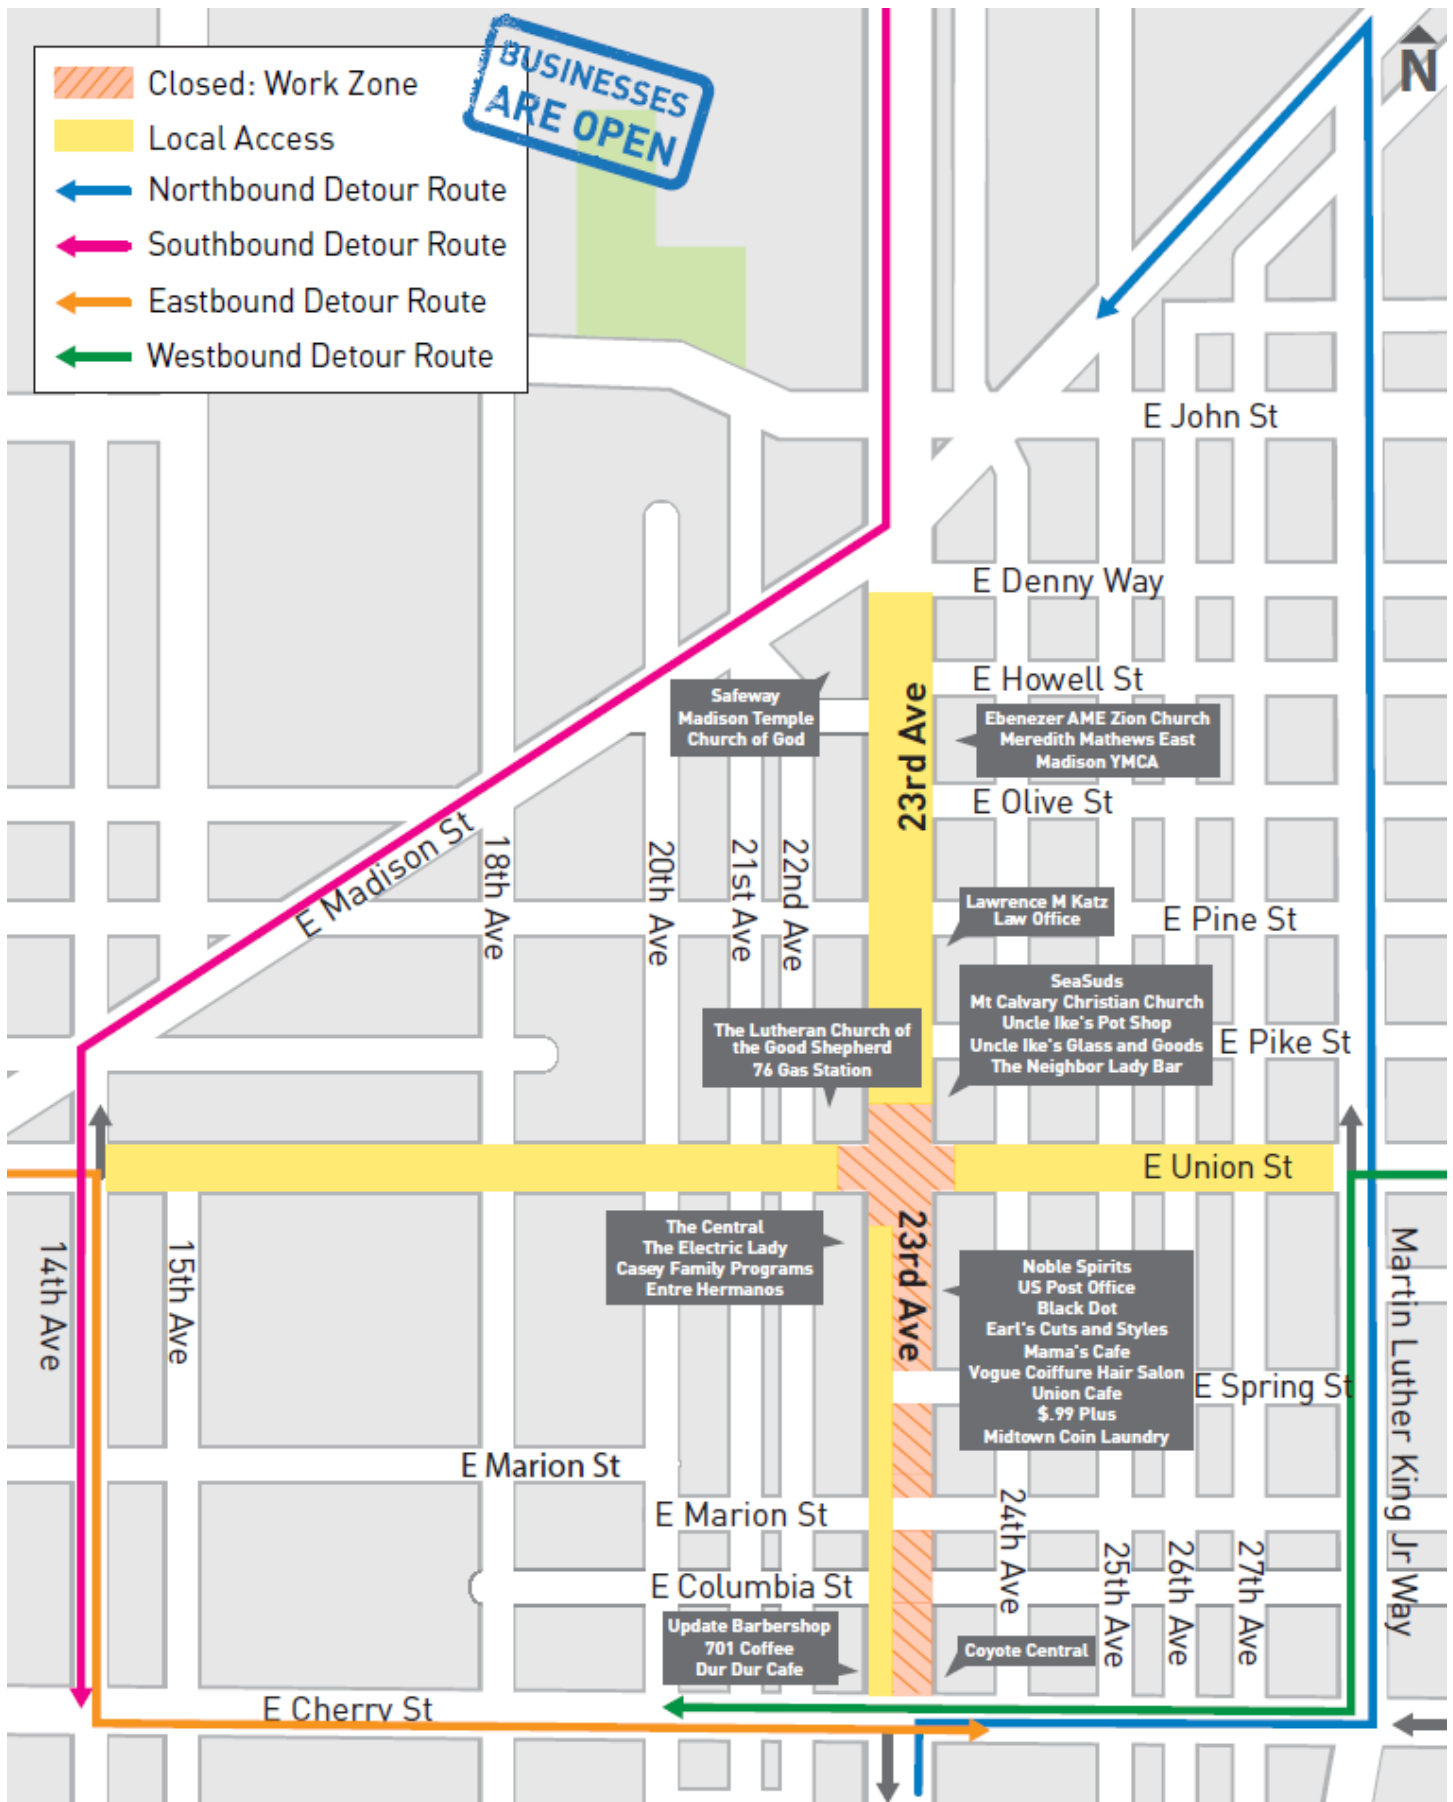 BUSINESSES
ARE OPEN
N
Closed: Work Zone
Local Access
Northbound Detour Route
Southbound Detour Route
Eastbound Detour Route
Westbound Detour Route
E John St
E Denny Way
E Howell St
Safeway
Madison Temple
Church of God
23rd Ave
Ebenezer AME Zion Church
Meredith Mathews East
Madison YMCA
E Olive St
E Madison St
18th Ave
20th Ave
21st Ave
22nd Ave
Lawrence M Katz
Law Office
E Pine St
SeaSuds
Mt Calvary Christian Church
Uncle Ike's Pot Shop
Uncle Ike's Glass and Goods
The Neighbor Lady Bar
The Lutheran Church of
the Good Shepherd
76 Gas Station
E Pike St
E Union St
14th Ave
15th Ave
The Central
The Electric Lady
Casey Family Programs
Entre Hermanos
23rd Ave
Noble Spirits
US Post Office
Black Dot
Earl's Cuts and Styles
Mama's Cafe
Vogue Coiffure Hair Salon
Union Cafe
$.99 Plus
Midtown Coin Laundry
E Spring St
Martin Luther King Jr Way
E Marion St
E Marion St
24th Ave
25th Ave
26th Ave
27th Ave
E Columbia St
Update Barbershop
701 Coffee
Dur Dur Cafe
Coyote Central
E Cherry St